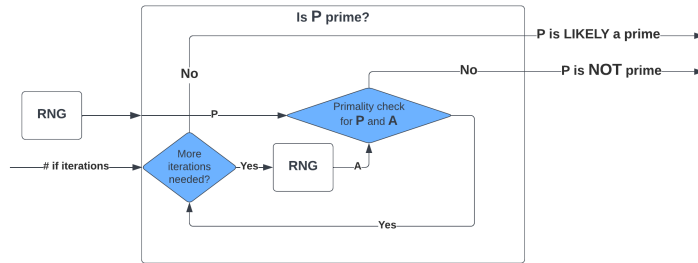 Is P prime?
P is LIKELY a prime
No
No
P is NOT prime
RNG
P
Primality check
for P and A
# if iterations
More
iterations
needed?
Yes
RNG
A
Yes